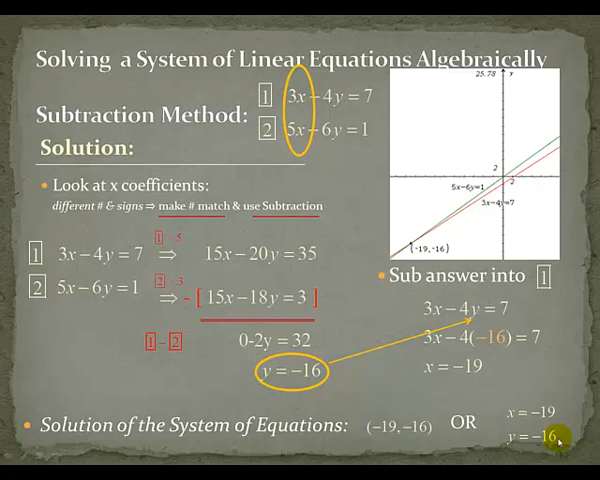 Solving a System of Linear Equations Algebraically
1 3x−4y = 7
Subtraction Method:
2 5x−6y = 1
Solution:
25.78 y
2
2
5x-6y=1
3x-4y=7
(-19, -16)
• Look at x coefficients:
different # & signs ⇒ make # match & use Subtraction
1 × 5
1 3x−4y = 7 ⇒ 15x−20y = 35
2 × 3
2 5x−6y = 1 ⇒ − [ 15x−18y = 3 ]
1 − 2 0-2y = 32
y = −16
• Sub answer into 1
3x−4y = 7
3x−4(−16) = 7
x = −19
• Solution of the System of Equations: (−19,−16) OR x = −19
y = −16